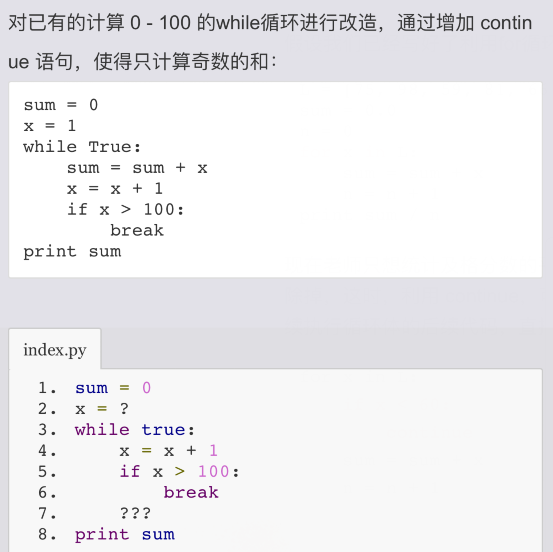 对已有的计算 0 - 100 的while循环进行改造，通过增加 contin
ue 语句，使得只计算奇数的和：
sum = 0
x = 1
while True:
    sum = sum + x
    x = x + 1
    if x > 100:
        break
print sum
index.py
1. sum = 0
2. x = ?
3. while true:
4.     x = x + 1
5.     if x > 100:
6.         break
7.     ???
8. print sum